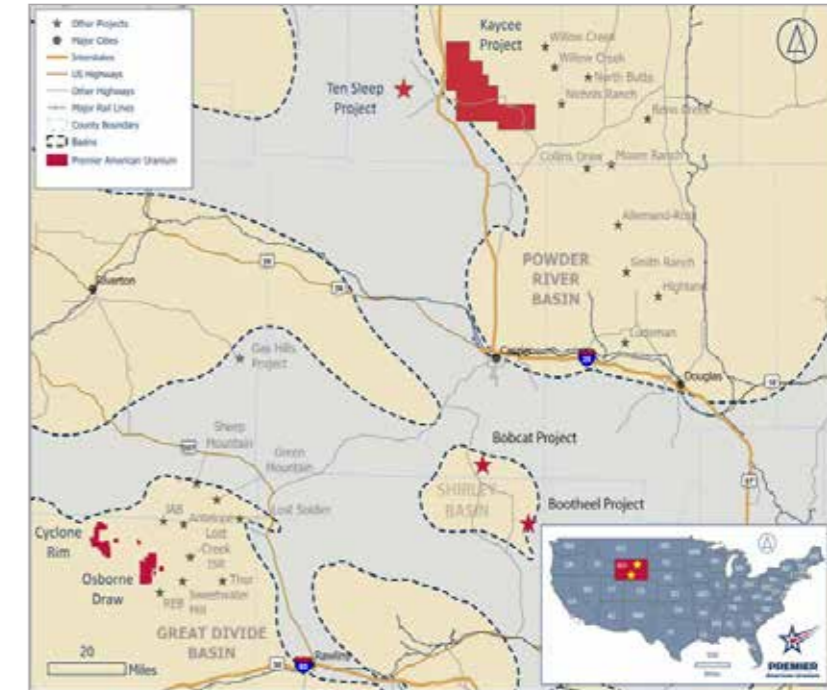 Other Projects
Major Cities
Interstates
US Highways
Other Highways
Major Rail Lines
County Boundary
Basins
Premier American Uranium
Ten Sleep
Project
Kaycee
Project
Willow Creek
Willow Creek
North Butte
Nichols Ranch
Reno Creek
Collins Draw
Moore Ranch
Allemand-Ross
Smith Ranch
Highland
Ludeman
POWDER
RIVER
BASIN
Riverton
Casper
Douglas
Gas Hills
Project
Sheep
Mountain
Green
Mountain
Bobcat Project
SHIRLEY
BASIN
Bootheel Project
JAB
Antelope
Lost Soldier
Lost
Creek
ISR
Cyclone
Rim
Osborne
Draw
Thor
REB
Sweetwater
Mill
GREAT DIVIDE
BASIN
Rawlins
20
Miles
PREMIER
American Uranium